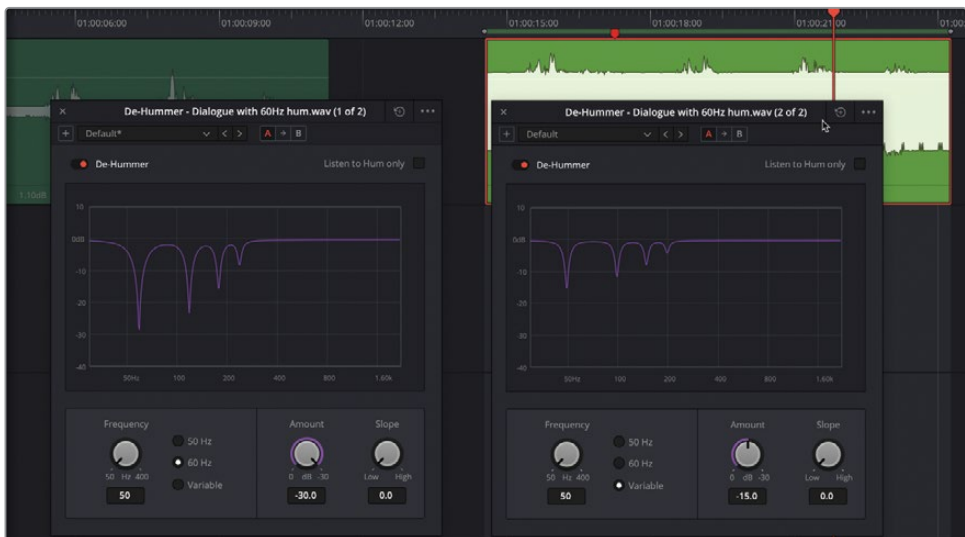 01:00:06:00 01:00:09:00 01:00:12:00 01:00:15:00 01:00:18:00 01:00:21:00 01:00:
1.10dB
× De-Hummer - Dialogue with 60Hz hum.wav (1 of 2) •••
+ Default* < > A → B
De-Hummer Listen to Hum only
10
0dB
-10
-20
-30
-40
50Hz 100 200 400 800 1.60k
Frequency Amount Slope
50 Hz
60 Hz
Variable
50 Hz 400 0 dB -30 Low High
50 -30.0 0.0
× De-Hummer - Dialogue with 60Hz hum.wav (2 of 2) •••
+ Default < > A → B
De-Hummer Listen to Hum only
10
0dB
-10
-20
-30
-40
50Hz 100 200 400 800 1.60k
Frequency Amount Slope
50 Hz
60 Hz
Variable
50 Hz 400 0 dB -30 Low High
50 -15.0 0.0